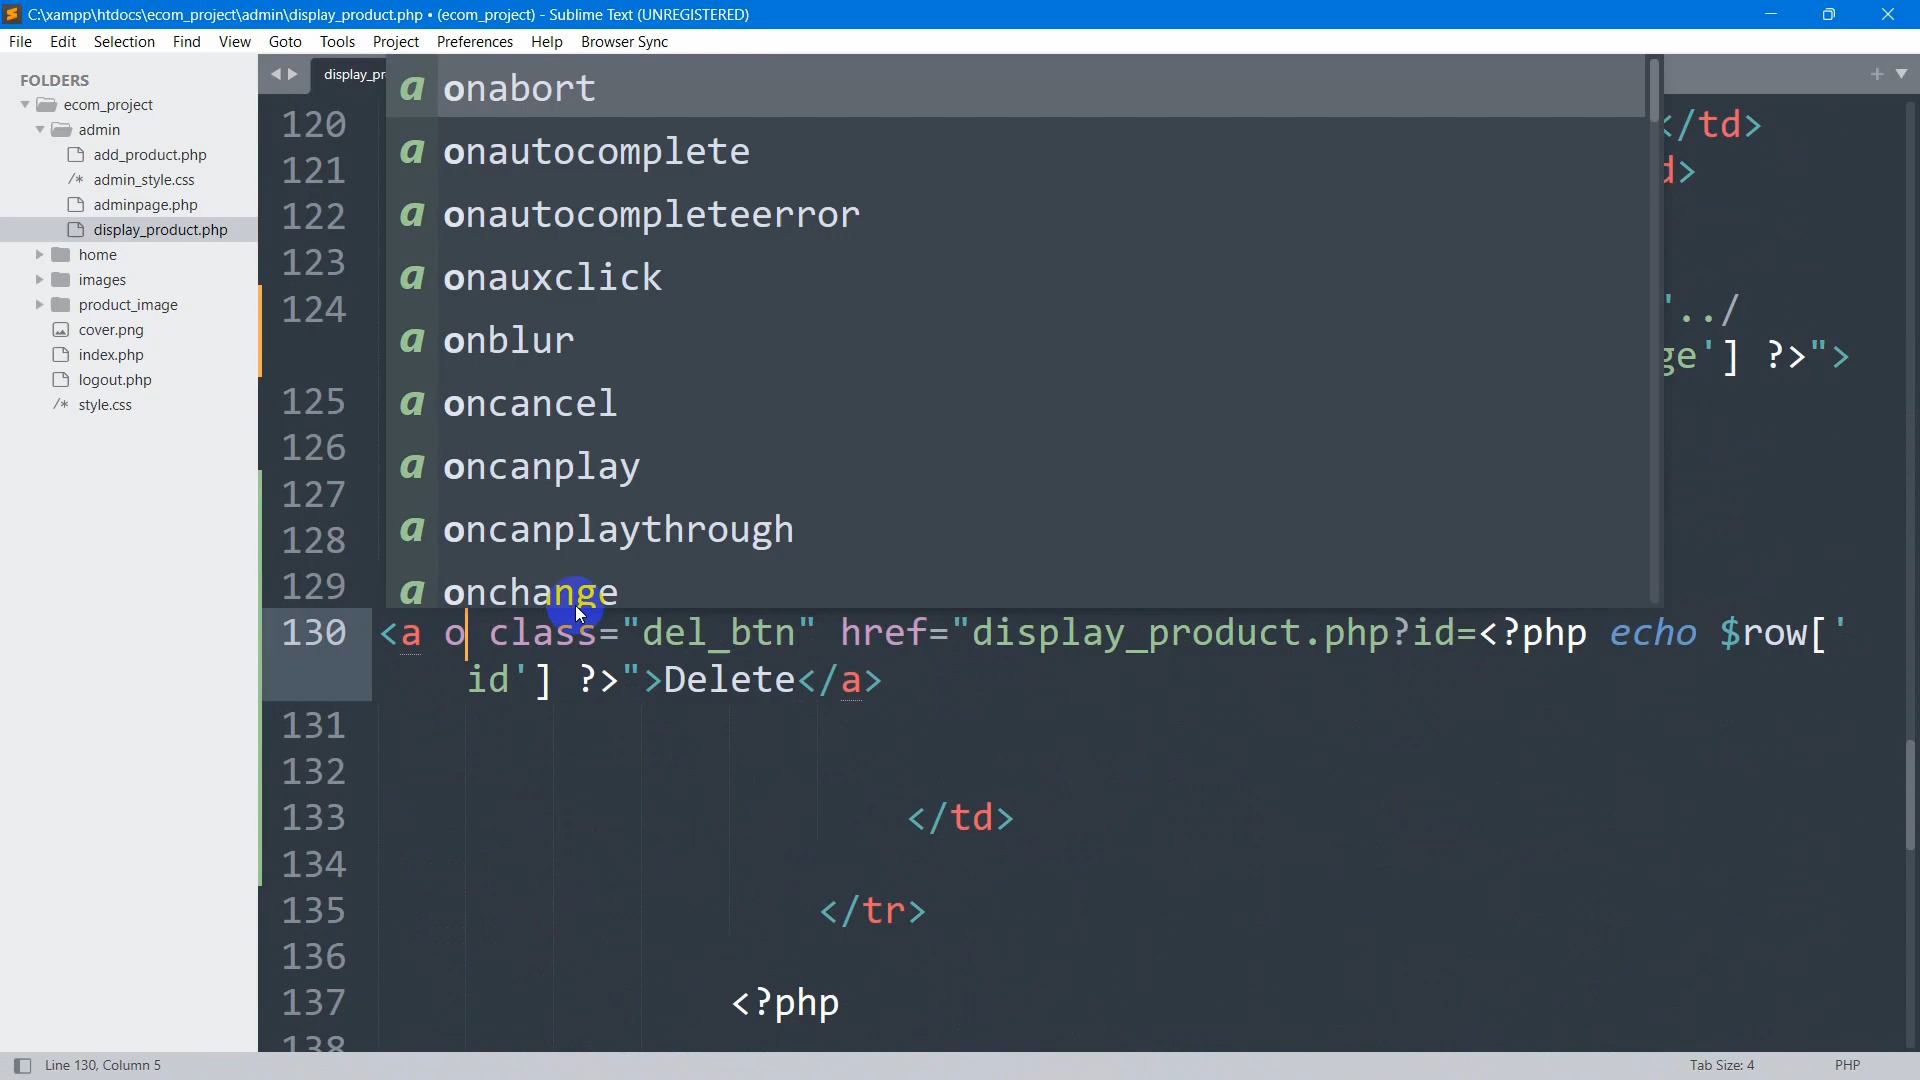 C:\xampp\htdocs\ecom_project\admin\display_product.php • (ecom_project) - Sublime Text (UNREGISTERED)
File Edit Selection Find View Goto Tools Project Preferences Help Browser Sync
FOLDERS
ecom_project
admin
add_product.php
/* admin_style.css
adminpage.php
display_product.php
home
images
product_image
cover.png
index.php
logout.php
/* style.css
display_pr
a onabort
a onautocomplete
a onautocompleteerror
a onauxclick
a onblur
a oncancel
a oncanplay
a oncanplaythrough
a onchange
120 </td>
121 d>
122
123
124 '../
ge'] ?>">
125
126
127
128
129
130 <a o class="del_btn" href="display_product.php?id=<?php echo $row['
id'] ?>">Delete</a>
131
132
133 </td>
134
135 </tr>
136
137 <?php
138
Line 130, Column 5 Tab Size: 4 PHP